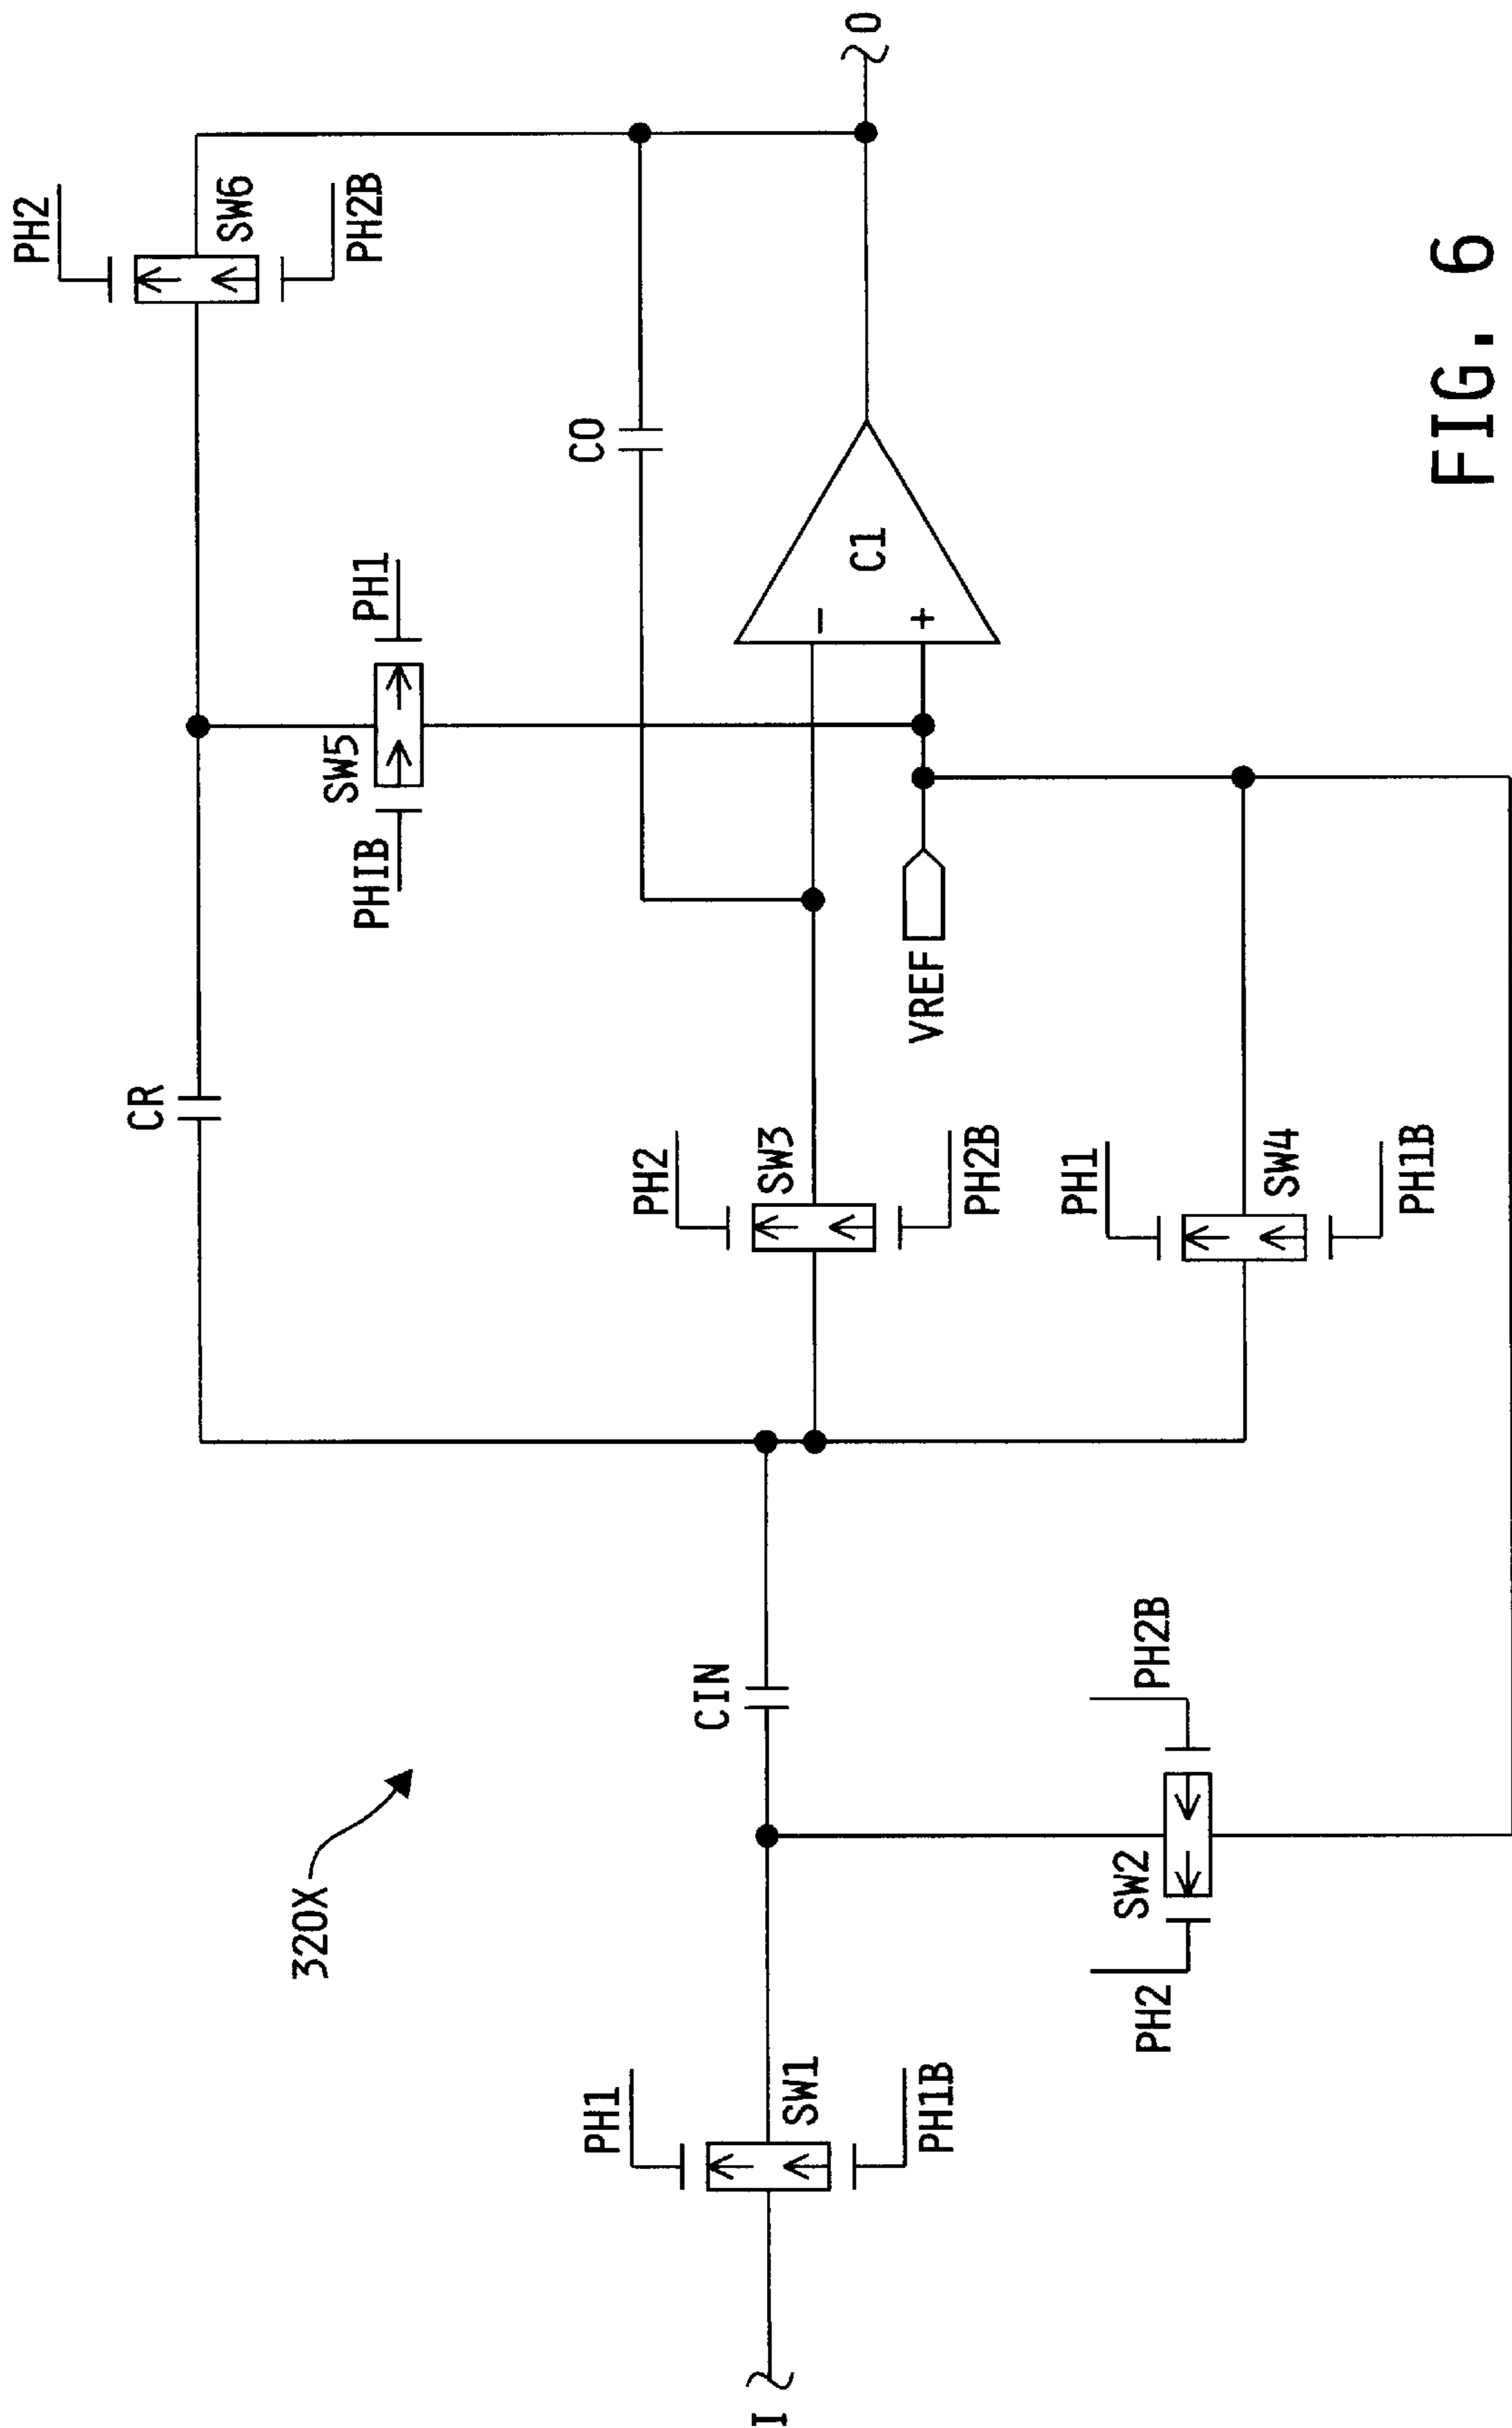 320X
I
PH1
SW1
PH1B
PH2
SW2
PH2B
CIN
CR
PH2
SW3
PH2B
PH1
SW4
PH1B
VREF
PHIB
SW5
PH1
CO
C1
−
+
PH2
SW6
PH2B
O
FIG. 6